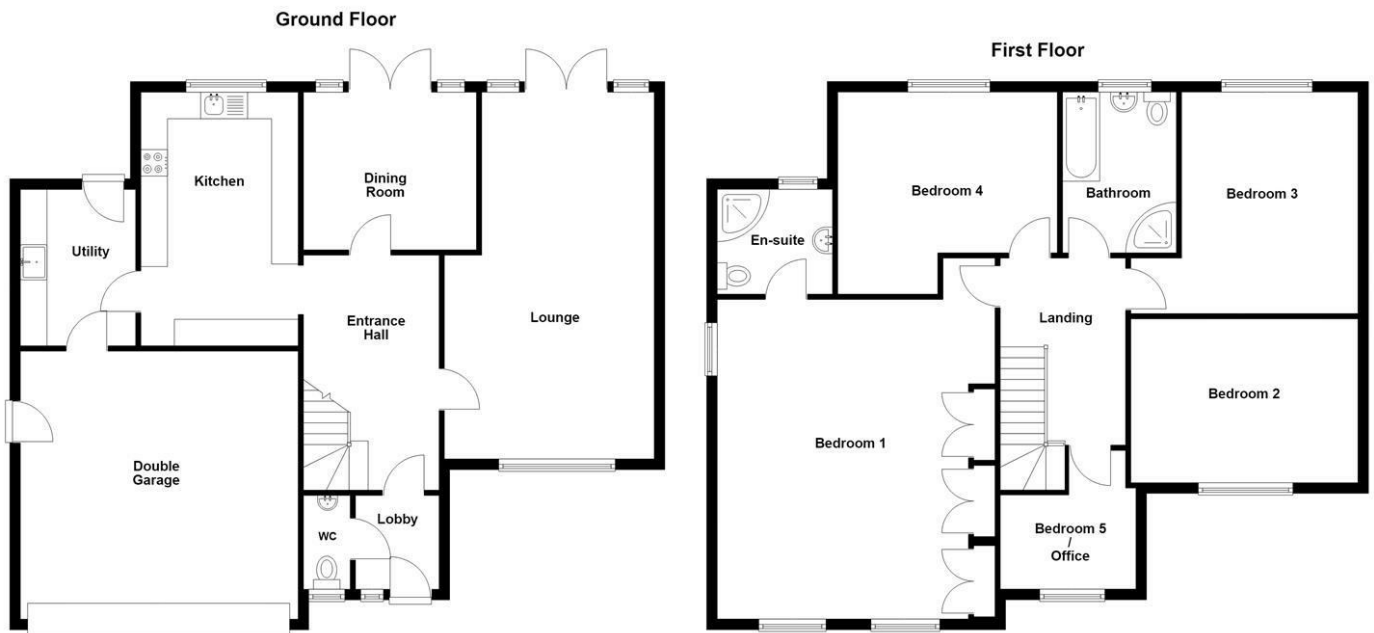 Ground Floor
Kitchen
Dining
Room
Utility
Entrance
Hall
Lounge
Double
Garage
WC
Lobby
First Floor
Bedroom 4
Bathroom
Bedroom 3
En-suite
Landing
Bedroom 2
Bedroom 1
Bedroom 5
/
Office